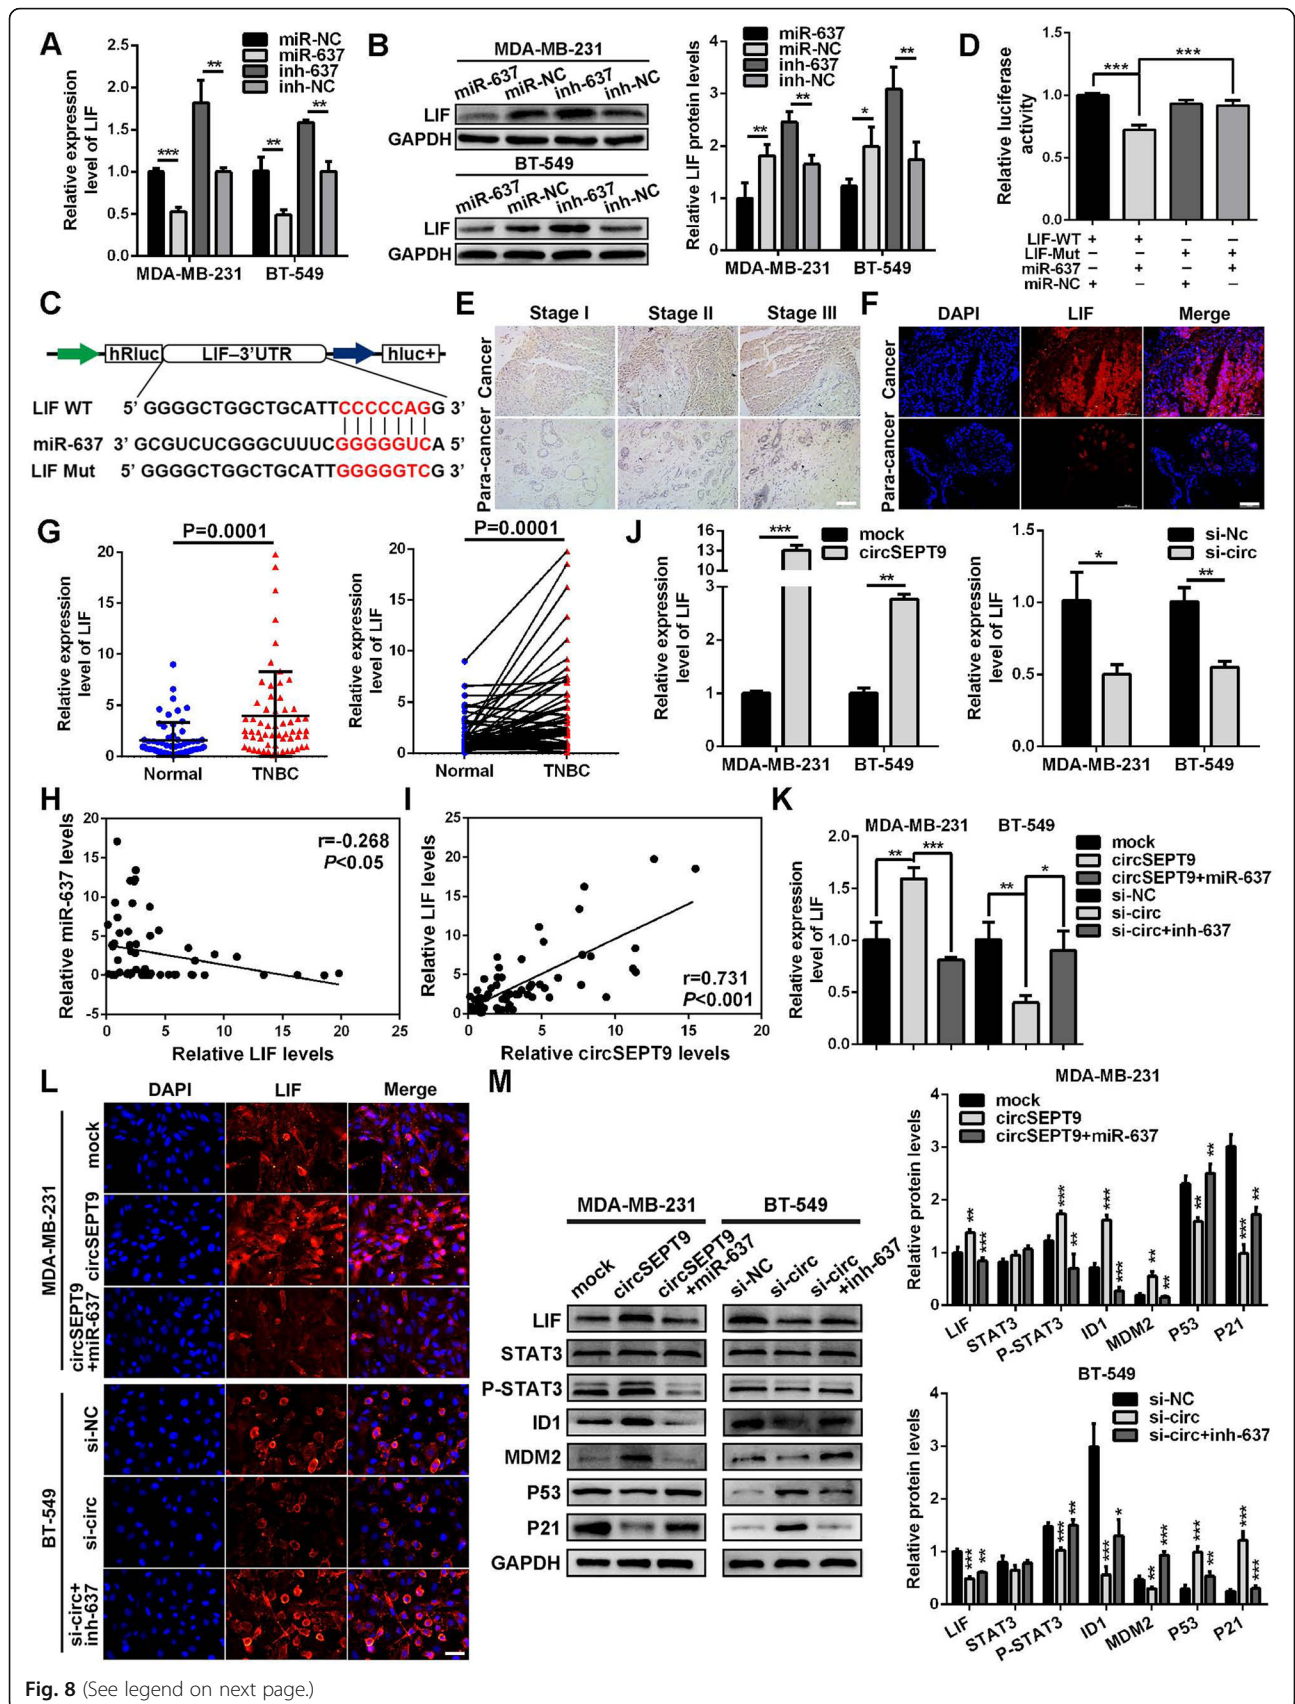 A
Relative expression
level of LIF
2.5
2.0
1.5
1.0
0.5
0.0
miR-NC
miR-637
inh-637
inh-NC
***
**
**
**
MDA-MB-231
BT-549
B
MDA-MB-231
miR-637
miR-NC
inh-637
inh-NC
LIF
GAPDH
BT-549
miR-637
miR-NC
inh-637
inh-NC
LIF
GAPDH
Relative LIF protein levels
4
3
2
1
0
miR-637
miR-NC
inh-637
inh-NC
**
**
*
**
MDA-MB-231
BT-549
D
Relative luciferase
activity
1.5
1.0
0.5
0.0
***
***
LIF-WT + + – –
LIF-Mut – – + +
miR-637 – + – +
miR-NC + – + –
C
hRluc
LIF–3'UTR
hluc+
LIF WT 5' GGGGCTGGCTGCATTCCCCCAGG 3'
miR-637 3' GCGUCUCGGGCUUUCGGGGGUCA 5'
LIF Mut 5' GGGGCTGGCTGCATTGGGGGTCG 3'
E
Stage I
Stage II
Stage III
Cancer
Para-cancer
F
DAPI
LIF
Merge
Cancer
Para-cancer
G
P=0.0001
Relative expression
level of LIF
20
15
10
5
0
Normal
TNBC
P=0.0001
Relative expression
level of LIF
20
15
10
5
0
Normal
TNBC
J
Relative expression
level of LIF
16
13
10
3
2
1
0
mock
circSEPT9
***
**
MDA-MB-231
BT-549
Relative expression
level of LIF
1.5
1.0
0.5
0.0
si-Nc
si-circ
*
**
MDA-MB-231
BT-549
H
Relative miR-637 levels
20
15
10
5
0
-5
r=-0.268
P<0.05
0
5
10
15
20
25
Relative LIF levels
I
Relative LIF levels
25
20
15
10
5
0
r=0.731
P<0.001
0
5
10
15
20
Relative circSEPT9 levels
K
Relative expression
level of LIF
2.0
1.5
1.0
0.5
0.0
MDA-MB-231
BT-549
**
***
**
*
mock
circSEPT9
circSEPT9+miR-637
si-NC
si-circ
si-circ+inh-637
L
DAPI
LIF
Merge
MDA-MB-231
mock
circSEPT9
circSEPT9
+miR-637
BT-549
si-NC
si-circ
si-circ+
inh-637
M
MDA-MB-231
BT-549
mock
circSEPT9
circSEPT9
+miR-637
si-NC
si-circ
si-circ
+inh-637
LIF
STAT3
P-STAT3
ID1
MDM2
P53
P21
GAPDH
MDA-MB-231
Relative protein levels
4
3
2
1
0
mock
circSEPT9
circSEPT9+miR-637
**
***
***
**
***
***
**
**
**
**
***
**
LIF
STAT3
P-STAT3
ID1
MDM2
P53
P21
BT-549
Relative protein levels
4
3
2
1
0
si-NC
si-circ
si-circ+inh-637
***
**
***
**
***
*
**
**
***
**
***
***
LIF
STAT3
P-STAT3
ID1
MDM2
P53
P21
Fig. 8 (See legend on next page.)